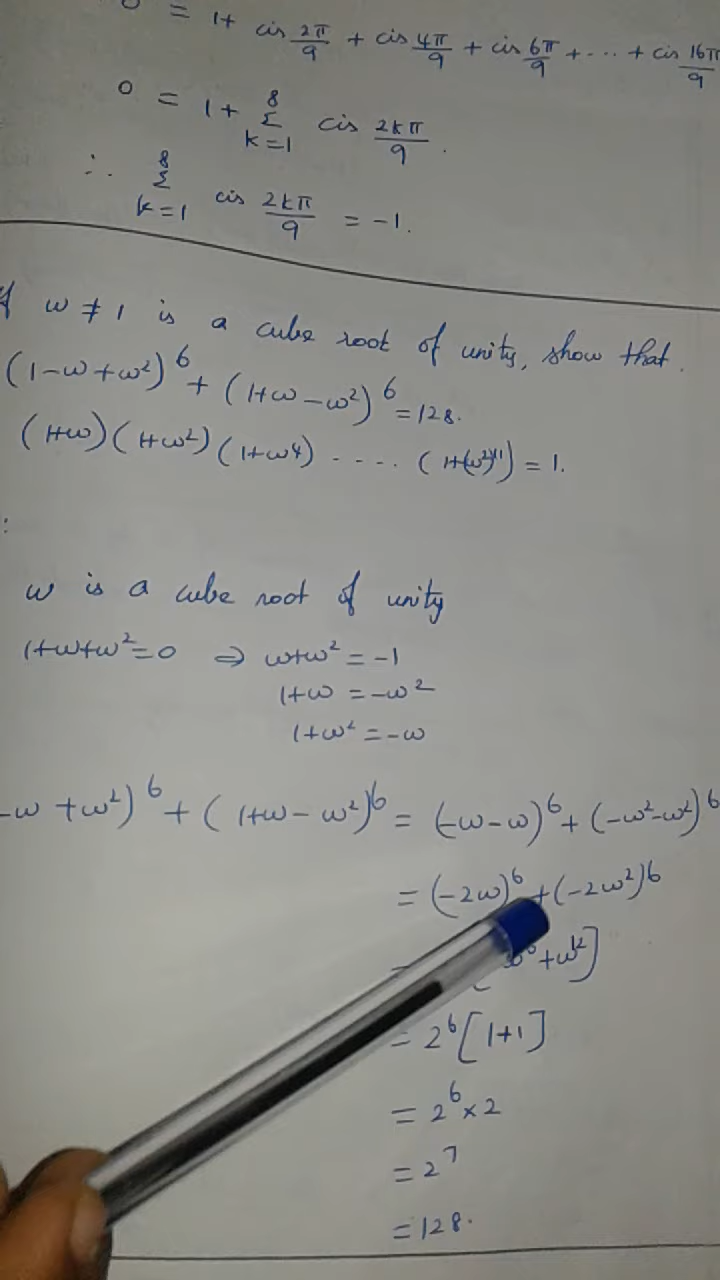 0 = 1+ cis 2π/9 + cis 4π/9 + cis 6π/9 + ... + cis 16π/9
0 = 1 + Σ_{k=1}^{8} cis 2kπ/9.
∴ Σ_{k=1}^{8} cis 2kπ/9 = -1.
ω ≠ 1 is a cube root of unity, show that.
(1-ω+ω²)⁶ + (1+ω-ω²)⁶ = 128.
(1+ω)(1+ω²)(1+ω⁴) ..... (1+(ω²)¹¹) = 1.
:
ω is a cube root of unity
1+ω+ω²=0 ⇒ ω+ω² = -1
1+ω = -ω²
1+ω² = -ω
-ω+ω²)⁶ + (1+ω-ω²)⁶ = (-ω-ω)⁶ + (-ω²-ω²)⁶
= (-2ω)⁶ + (-2ω²)⁶
+ω¹²]
= 2⁶[1+1]
= 2⁶×2
= 2⁷
= 128.